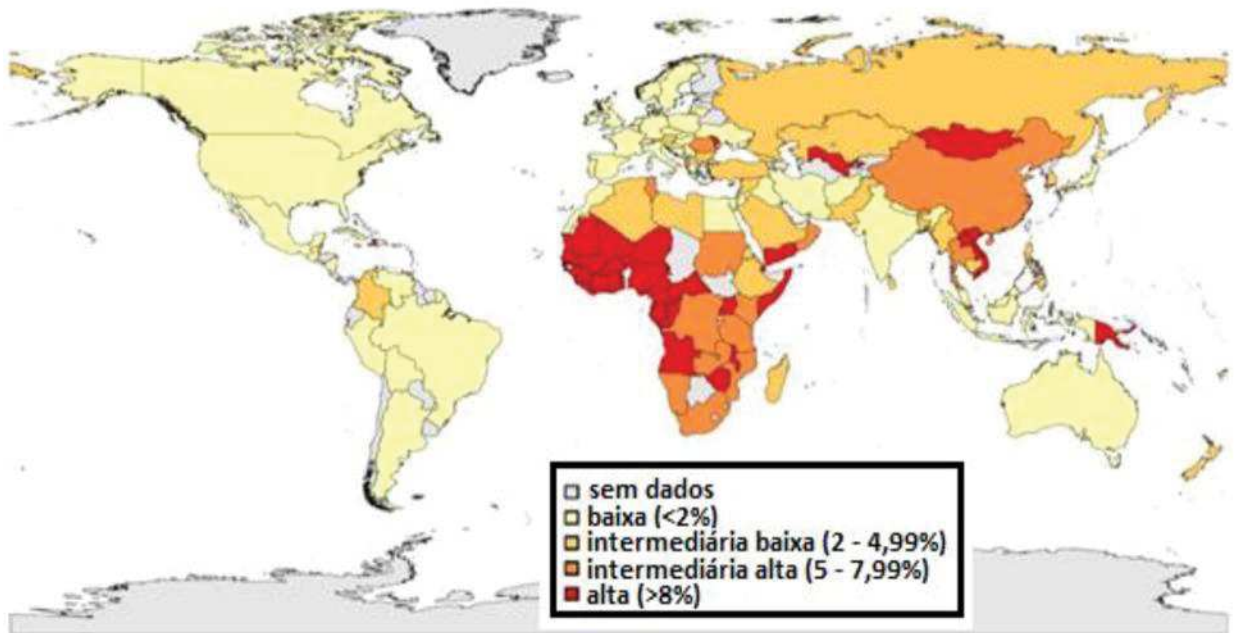 sem dados
baixa (<2%)
intermediária baixa (2 - 4,99%)
intermediária alta (5 - 7,99%)
alta (>8%)